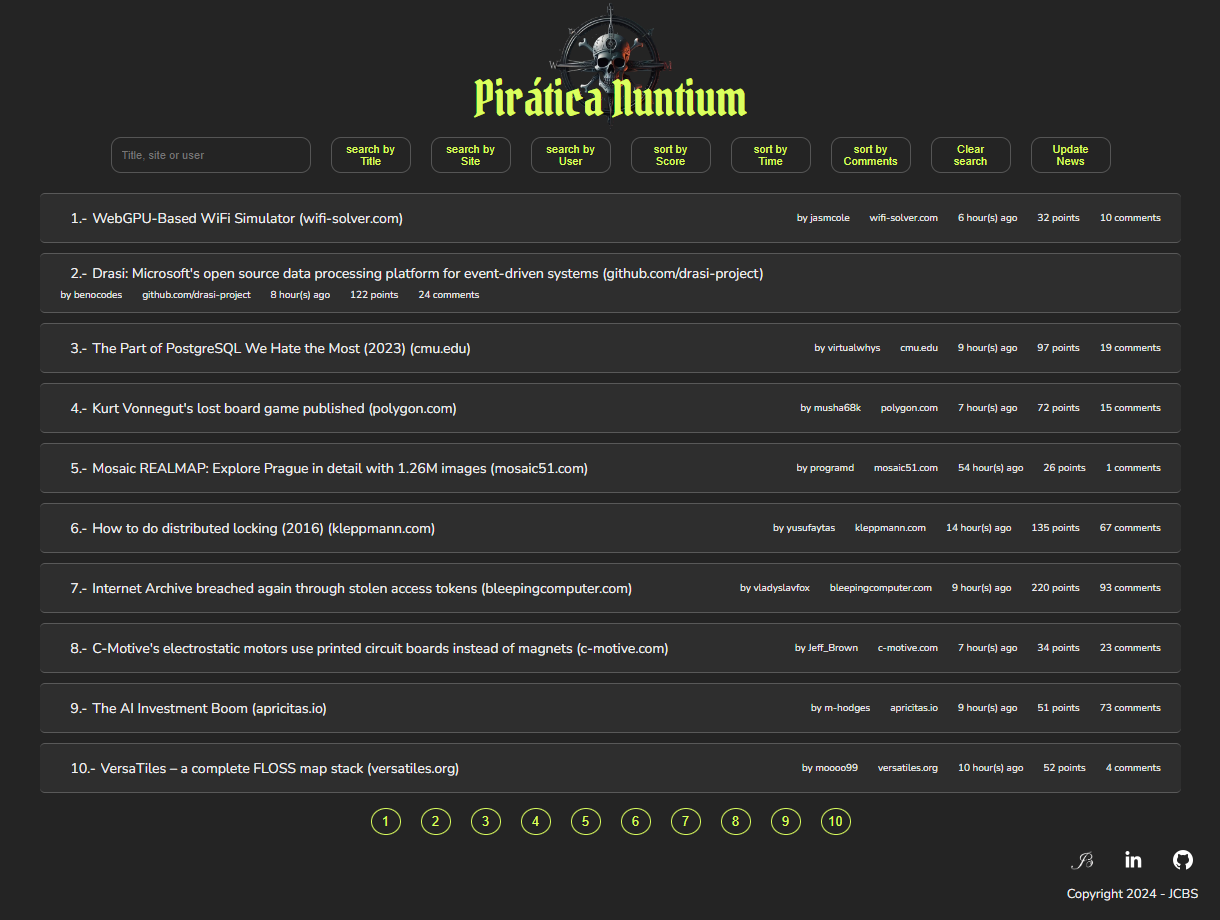 N
W
Pirática Nuntium
Title, site or user
search by
Title
search by
Site
search by
User
sort by
Score
sort by
Time
sort by
Comments
Clear
search
Update
News
1.- WebGPU-Based WiFi Simulator (wifi-solver.com) by jasmcole wifi-solver.com 6 hour(s) ago 32 points 10 comments
2.- Drasi: Microsoft's open source data processing platform for event-driven systems (github.com/drasi-project)
by benocodes github.com/drasi-project 8 hour(s) ago 122 points 24 comments
3.- The Part of PostgreSQL We Hate the Most (2023) (cmu.edu) by virtualwhys cmu.edu 9 hour(s) ago 97 points 19 comments
4.- Kurt Vonnegut's lost board game published (polygon.com) by musha68k polygon.com 7 hour(s) ago 72 points 15 comments
5.- Mosaic REALMAP: Explore Prague in detail with 1.26M images (mosaic51.com) by programd mosaic51.com 54 hour(s) ago 26 points 1 comments
6.- How to do distributed locking (2016) (kleppmann.com) by yusufaytas kleppmann.com 14 hour(s) ago 135 points 67 comments
7.- Internet Archive breached again through stolen access tokens (bleepingcomputer.com) by vladyslavfox bleepingcomputer.com 9 hour(s) ago 220 points 93 comments
8.- C-Motive's electrostatic motors use printed circuit boards instead of magnets (c-motive.com) by Jeff_Brown c-motive.com 7 hour(s) ago 34 points 23 comments
9.- The AI Investment Boom (apricitas.io) by m-hodges apricitas.io 9 hour(s) ago 51 points 73 comments
10.- VersaTiles – a complete FLOSS map stack (versatiles.org) by moooo99 versatiles.org 10 hour(s) ago 52 points 4 comments
1 2 3 4 5 6 7 8 9 10
in
Copyright 2024 - JCBS